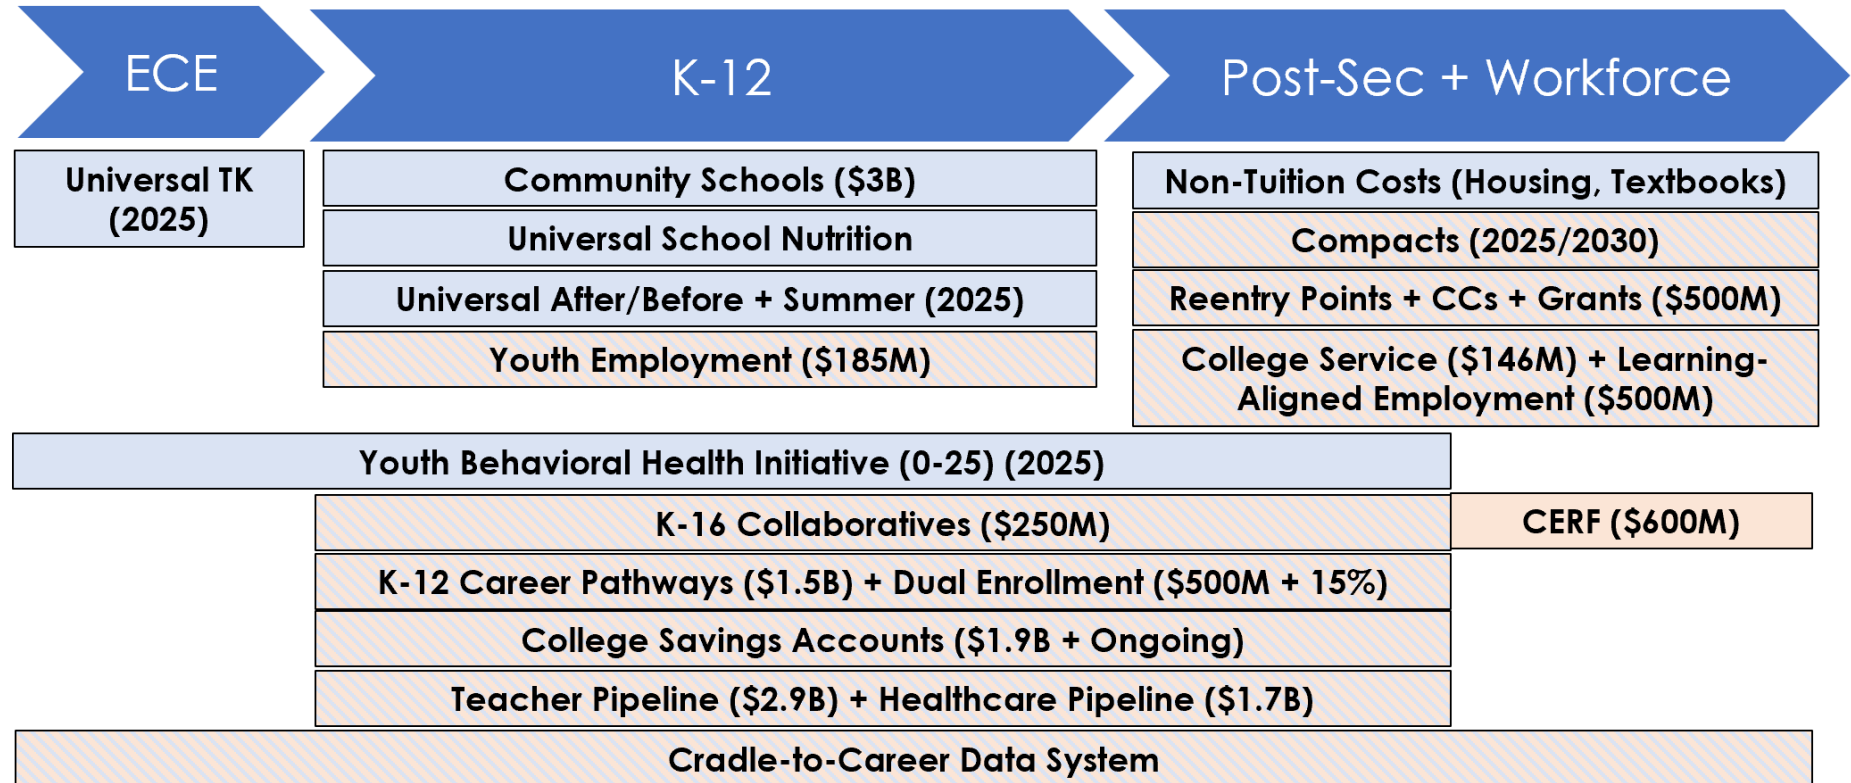 ECE
K-12
Post-Sec + Workforce
Universal TK
(2025)
Community Schools ($3B)
Universal School Nutrition
Universal After/Before + Summer (2025)
Youth Employment ($185M)
Non-Tuition Costs (Housing, Textbooks)
Compacts (2025/2030)
Reentry Points + CCs + Grants ($500M)
College Service ($146M) + Learning-
Aligned Employment ($500M)
Youth Behavioral Health Initiative (0-25) (2025)
K-16 Collaboratives ($250M)
CERF ($600M)
K-12 Career Pathways ($1.5B) + Dual Enrollment ($500M + 15%)
College Savings Accounts ($1.9B + Ongoing)
Teacher Pipeline ($2.9B) + Healthcare Pipeline ($1.7B)
Cradle-to-Career Data System